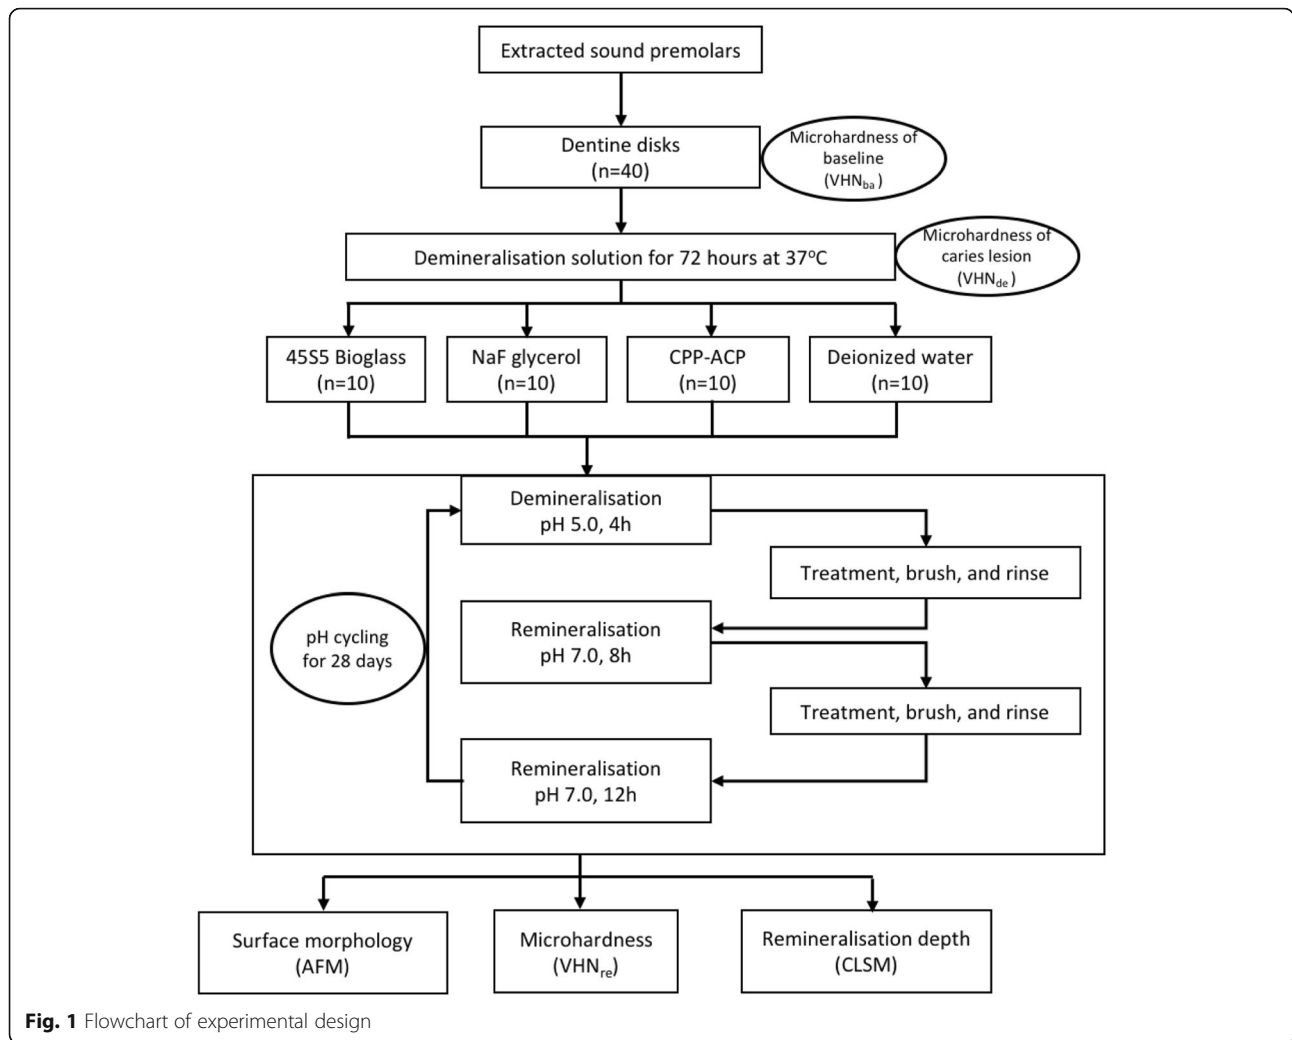 Extracted sound premolars
Dentine disks
(n=40)
Microhardness of
baseline
(VHNba)
Demineralisation solution for 72 hours at 37°C
Microhardness of
caries lesion
(VHNde)
45S5 Bioglass
(n=10)
NaF glycerol
(n=10)
CPP-ACP
(n=10)
Deionized water
(n=10)
Demineralisation
pH 5.0, 4h
Treatment, brush, and rinse
Remineralisation
pH 7.0, 8h
pH cycling
for 28 days
Treatment, brush, and rinse
Remineralisation
pH 7.0, 12h
Surface morphology
(AFM)
Microhardness
(VHNre)
Remineralisation depth
(CLSM)
Fig. 1 Flowchart of experimental design